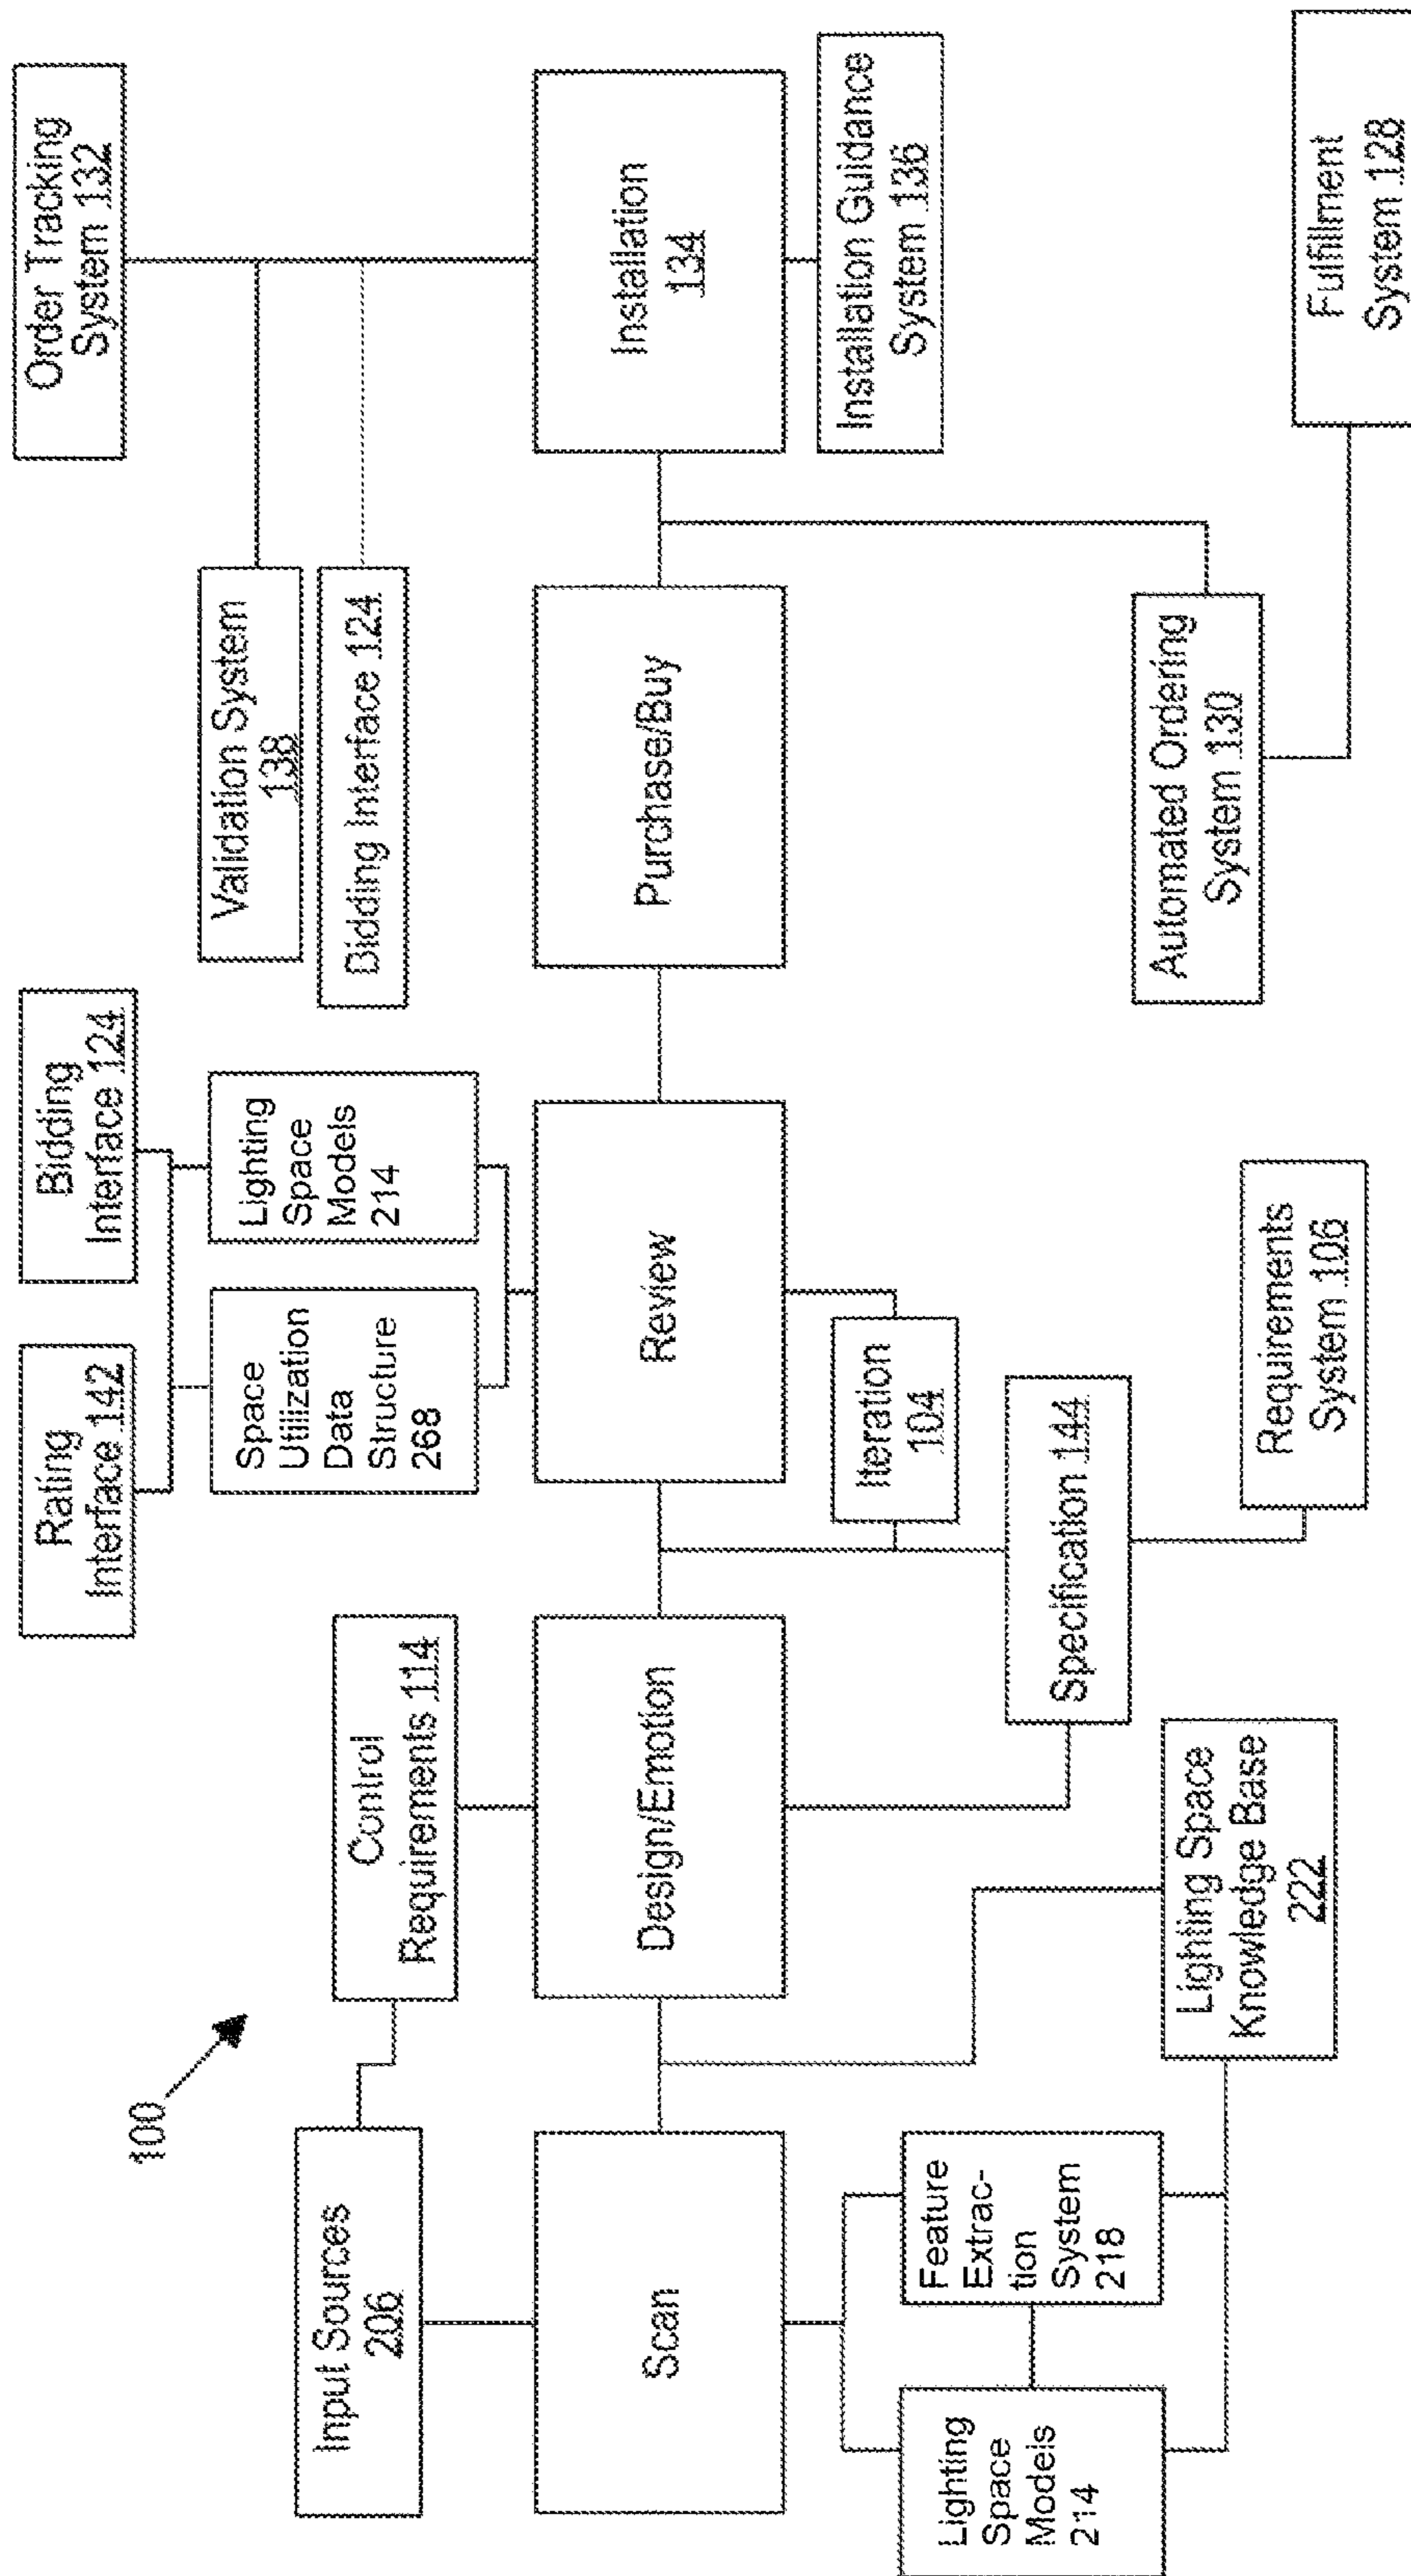 100
Input Sources
206
Scan
Lighting
Space
Models
214
Feature
Extrac-
tion
System
218
Lighting Space
Knowledge Base
222
Control
Requirements 114
Design/Emotion
Specification 144
Requirements
System 106
Iteration
104
Rating
Interface 142
Bidding
Interface 124
Space
Utilization
Data
Structure
268
Lighting
Space
Models
214
Review
Purchase/Buy
Validation System
138
Bidding Interface 124
Order Tracking
System 132
Installation
134
Installation Guidance
System 136
Automated Ordering
System 130
Fulfillment
System 128